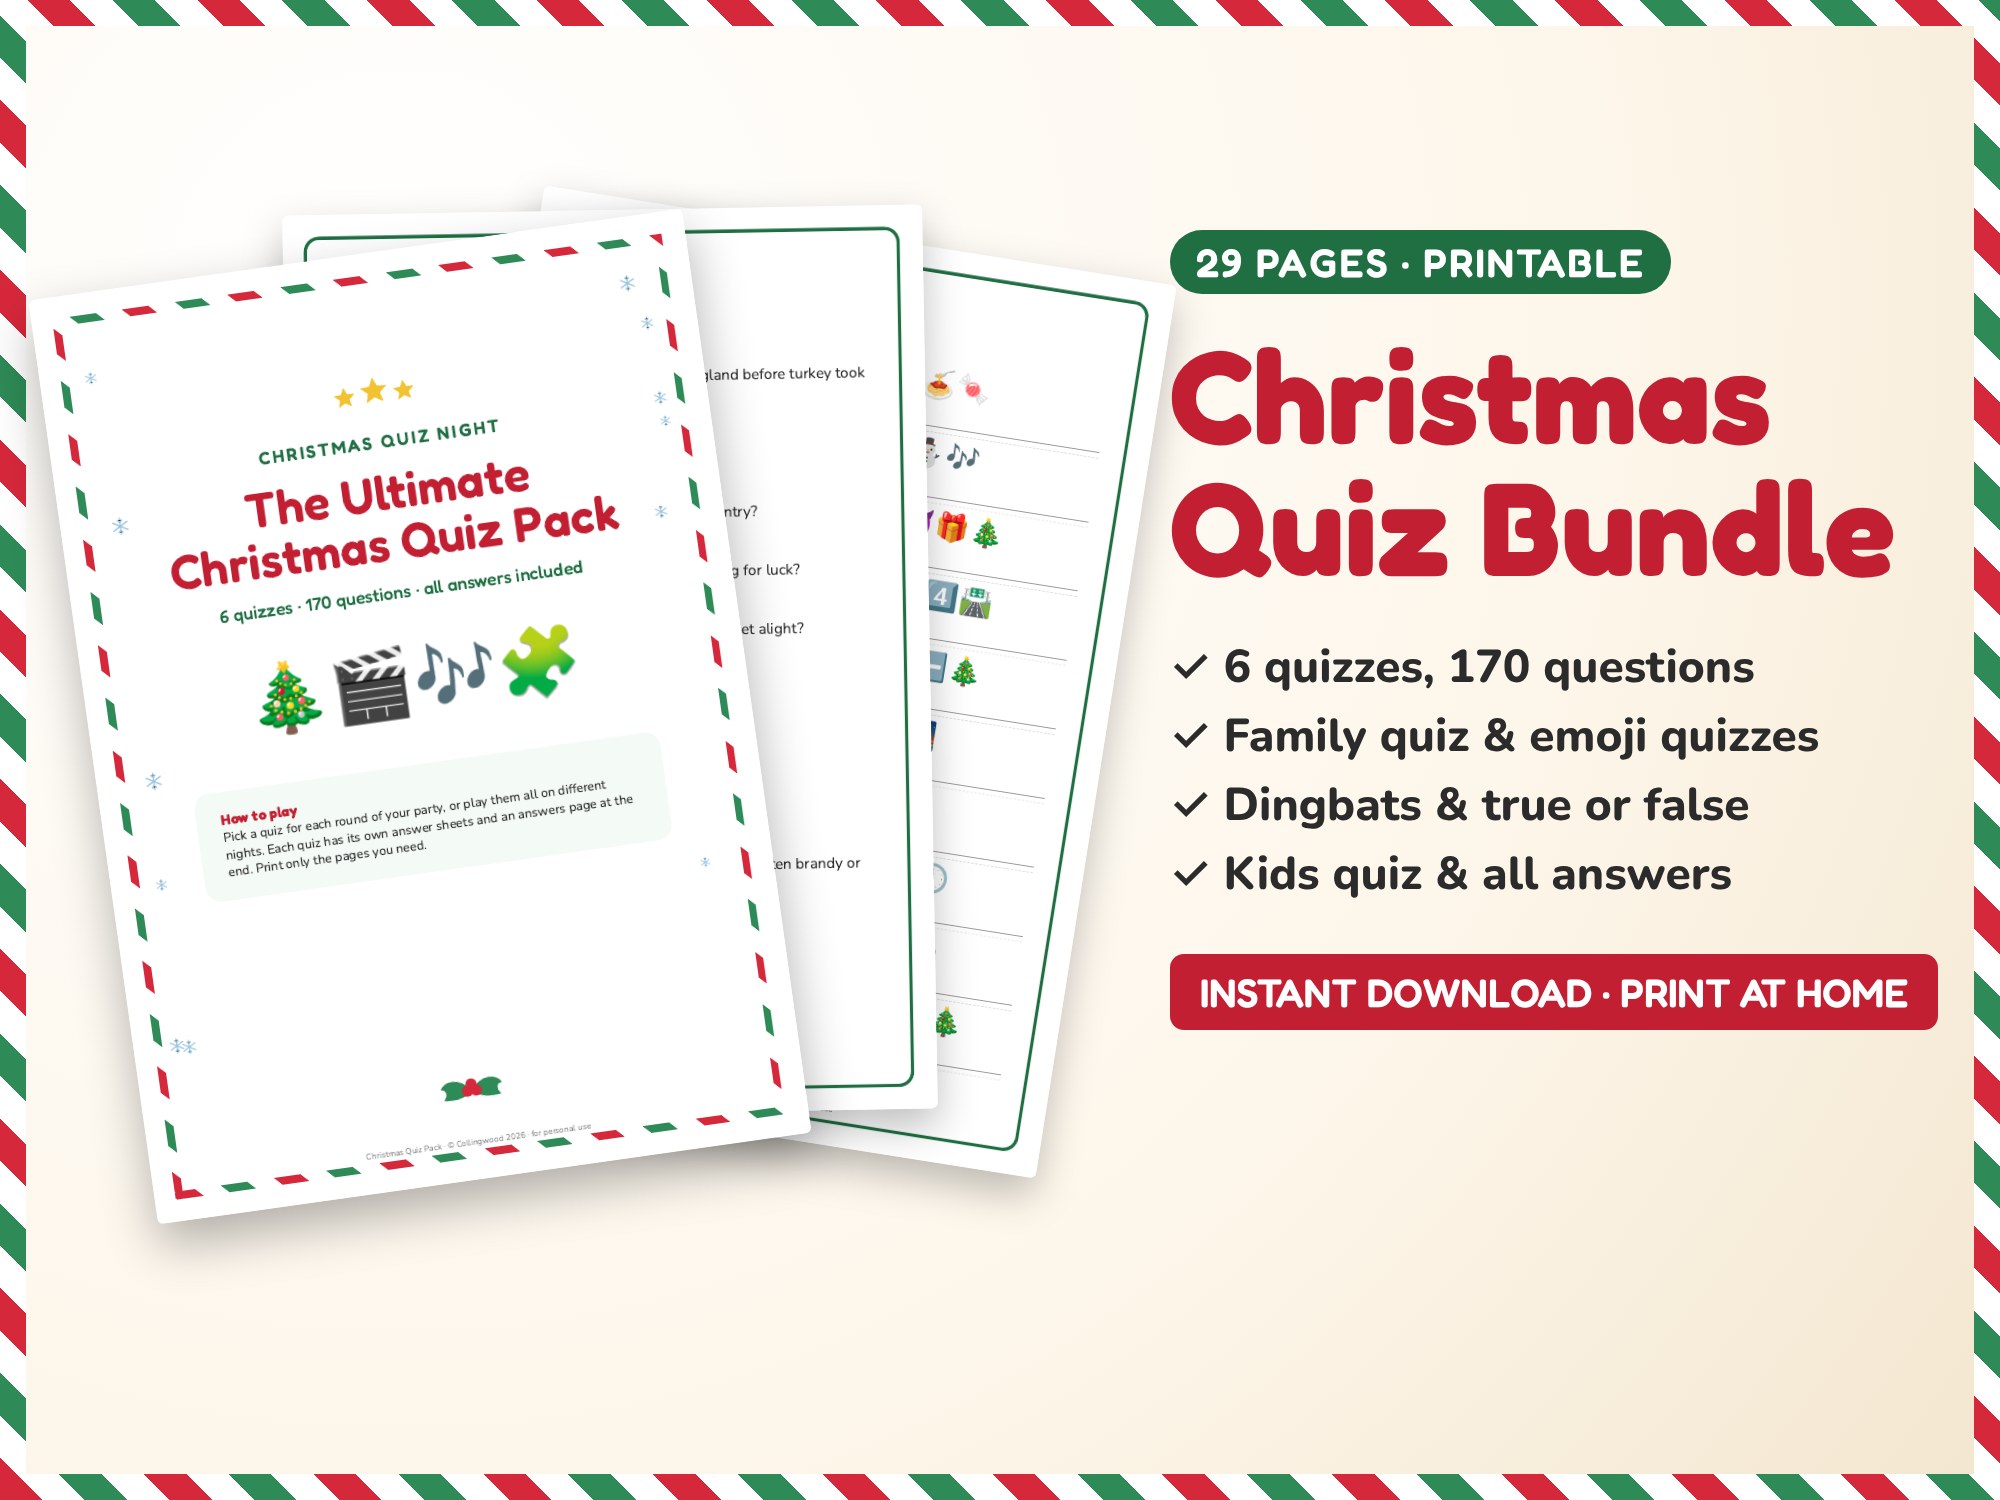 CHRISTMAS QUIZ NIGHT
The Ultimate
Christmas Quiz Pack
6 quizzes · 170 questions · all answers included
How to play
Pick a quiz for each round of your party, or play them all on different
nights. Each quiz has its own answer sheets and an answers page at the
end. Print only the pages you need.
Christmas Quiz Pack · © Collingwood 2026 · for personal use
before turkey took
for luck?
alight?
brandy or
4
29 PAGES · PRINTABLE
Christmas
Quiz Bundle
✓ 6 quizzes, 170 questions
✓ Family quiz & emoji quizzes
✓ Dingbats & true or false
✓ Kids quiz & all answers
INSTANT DOWNLOAD · PRINT AT HOME